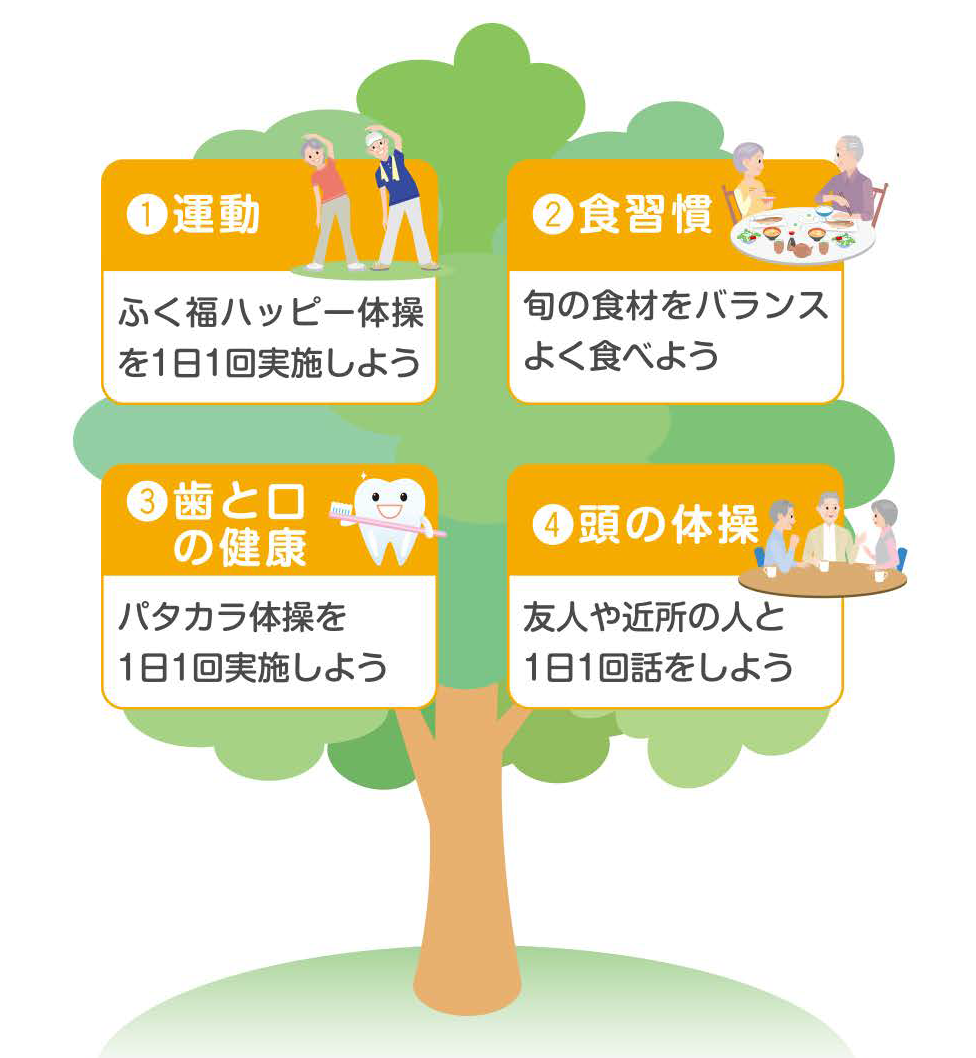 ❶運動
ふく福ハッピー体操
を1日1回実施しよう
❷食習慣
旬の食材をバランス
よく食べよう
❸歯と口
の健康
パタカラ体操を
1日1回実施しよう
❹頭の体操
友人や近所の人と
1日1回話をしよう